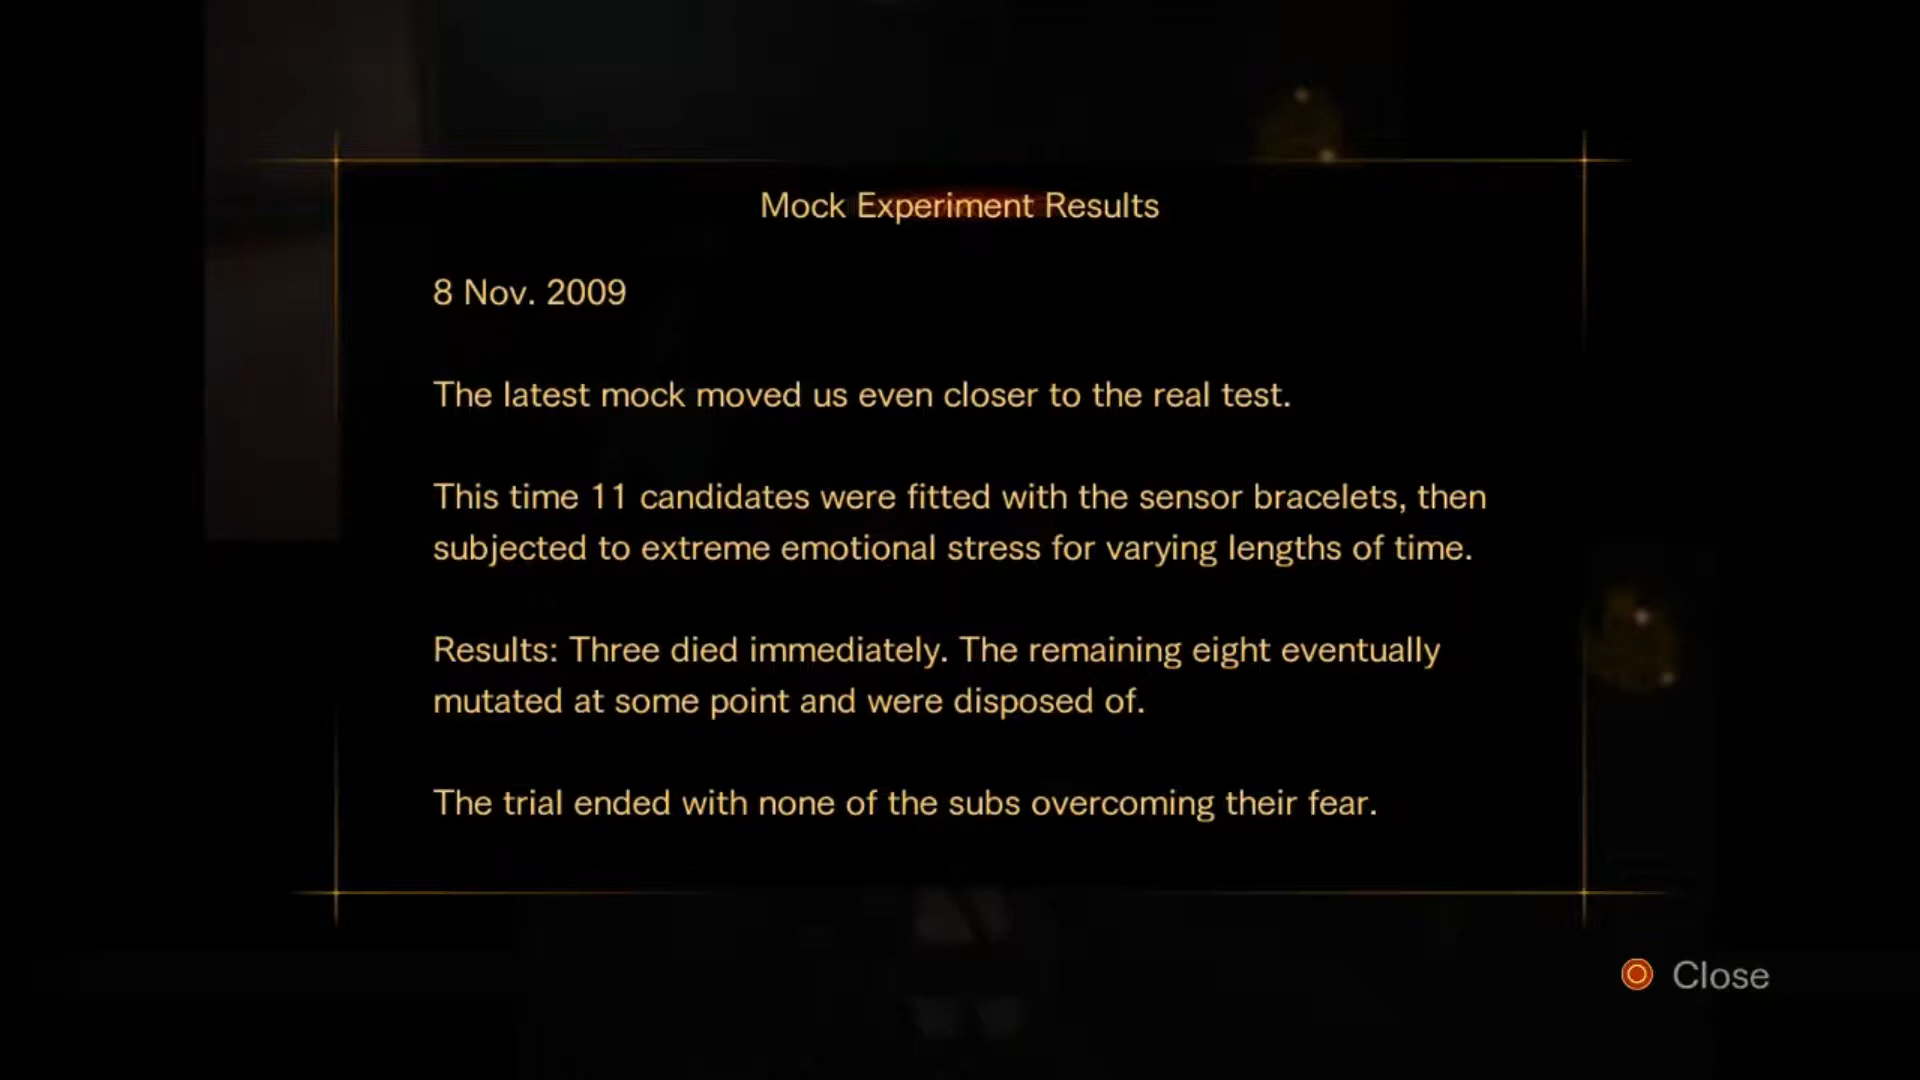 Mock Experiment Results
8 Nov. 2009
The latest mock moved us even closer to the real test.
This time 11 candidates were fitted with the sensor bracelets, then
subjected to extreme emotional stress for varying lengths of time.
Results: Three died immediately. The remaining eight eventually
mutated at some point and were disposed of.
The trial ended with none of the subs overcoming their fear.
Close